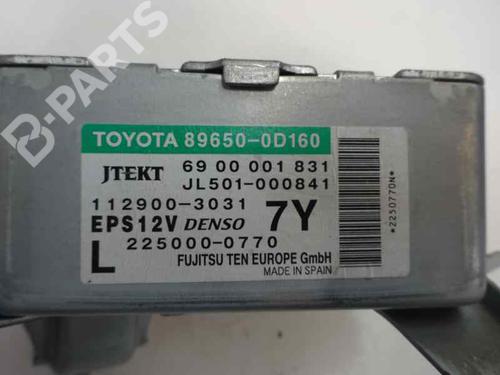 B-PARTS
TOYOTA 89650-0D160
JTEKT 69 00 001 831
JL501-000841
112900-3031
EPS12V DENSO 7Y
L 225000-0770
FUJITSU TEN EUROPE GmbH
MADE IN SPAIN
*2250770N*